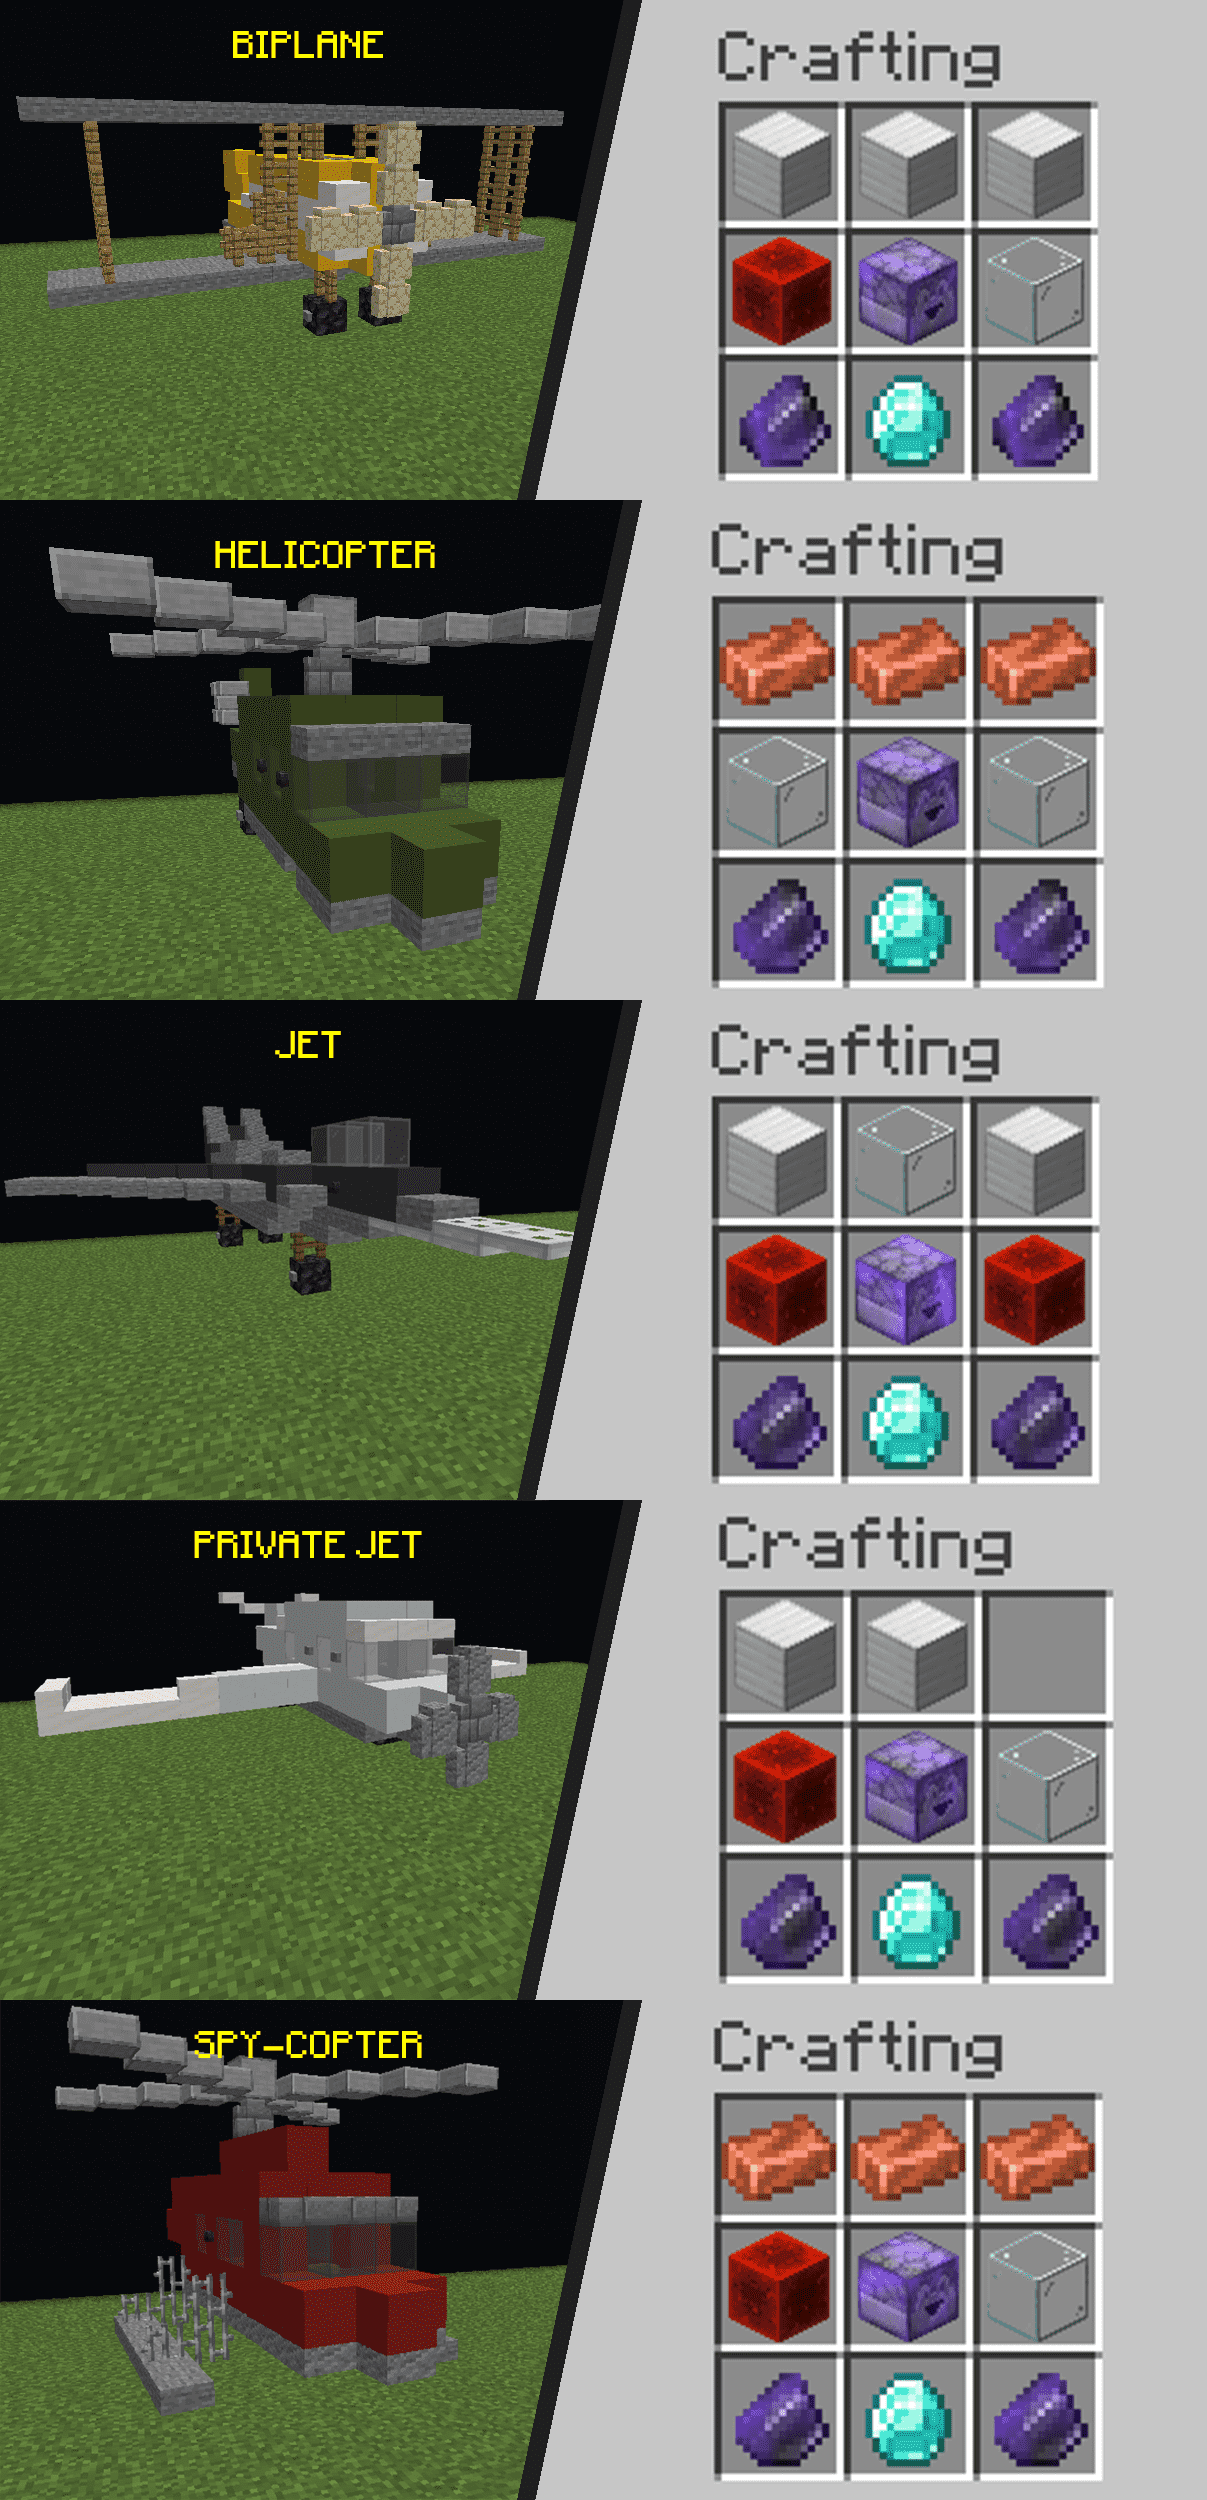 BIPLANE
Crafting
HELICOPTER
Crafting
JET
Crafting
PRIVATE JET
Crafting
SPY-COPTER
Crafting